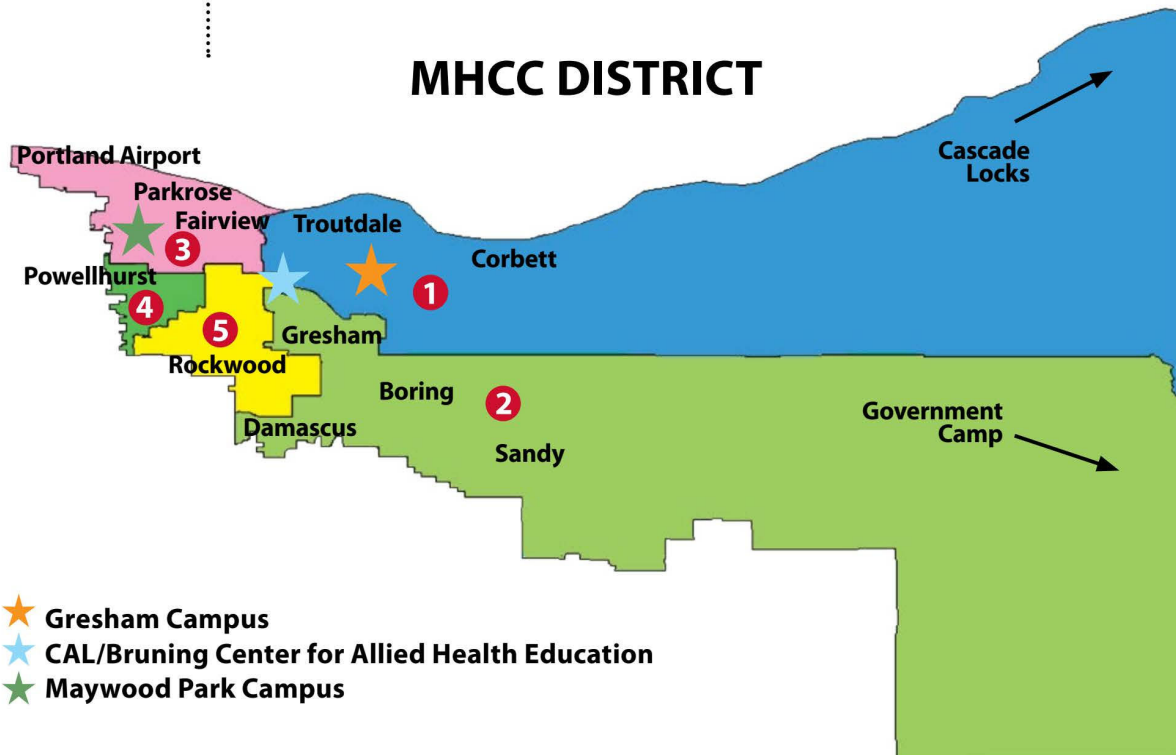 MHCC DISTRICT
Portland Airport
Parkrose
Fairview
3
Troutdale
Corbett
1
Cascade
Locks
Powellhurst
4
5
Rockwood
Gresham
Boring
2
Damascus
Sandy
Government
Camp
Gresham Campus
CAL/Bruning Center for Allied Health Education
Maywood Park Campus